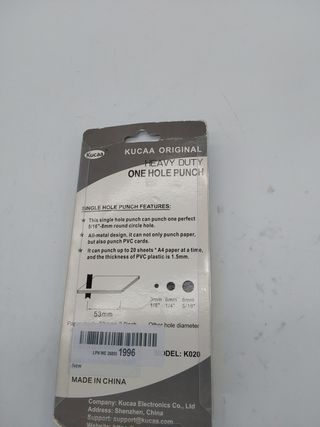 Kucaa
KUCAA ORIGINAL
HEAVY DUTY
ONE HOLE PUNCH
SINGLE HOLE PUNCH FEATURES:
★ This single hole punch can punch one perfect
5/16"-8mm round circle hole.
★ All-metal design, it can not only punch paper,
but also punch PVC cards.
★ It can punch up to 20 sheets * A4 paper at a time,
and the thickness of PVC plastic is 1.5mm.
3mm 6mm 8mm
1/8" 1/4" 5/16"
53mm
Other hole diameter
1996
MODEL: K020
New
MADE IN CHINA
Company: Kucaa Electronics Co., Ltd
Address: Shenzhen, China
Support: support@kucaa.com